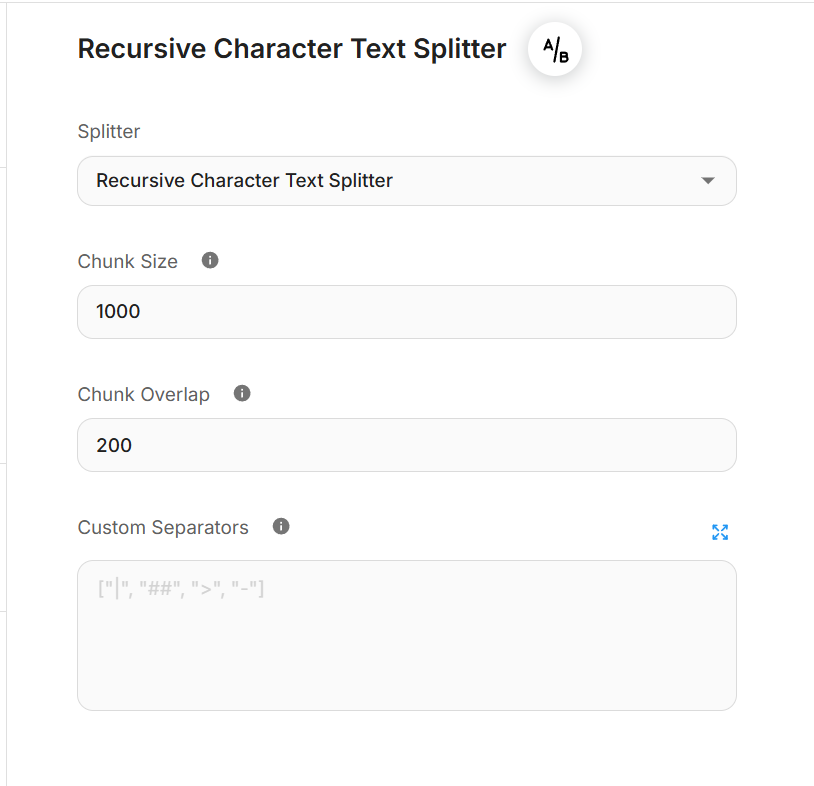 Recursive Character Text Splitter A/B
Splitter
Recursive Character Text Splitter
Chunk Size
1000
Chunk Overlap
200
Custom Separators
["|", "##", ">", "-"]